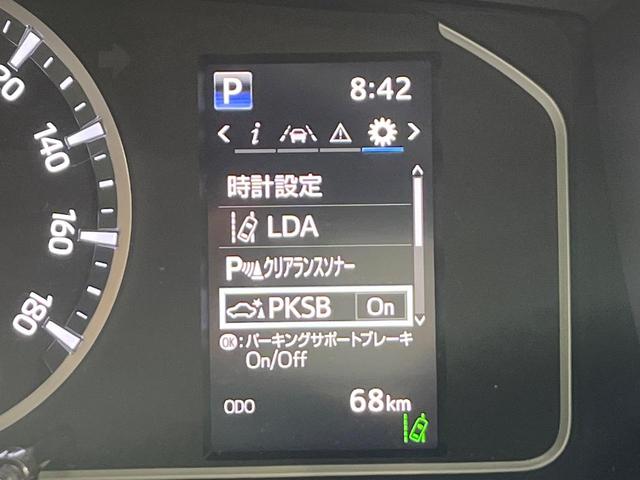 120
140
160
180
P 8:42
i
時計設定
LDA
P クリアランスソナー
PKSB On
OK:パーキングサポートブレーキ
On/Off
ODO 68km